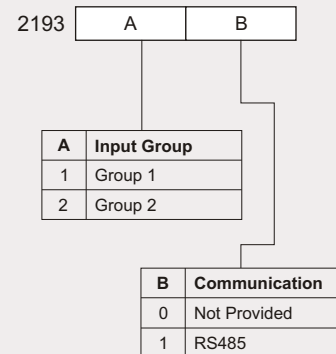 2193 A B
A Input Group
1 Group 1
2 Group 2
B Communication
0 Not Provided
1 RS485